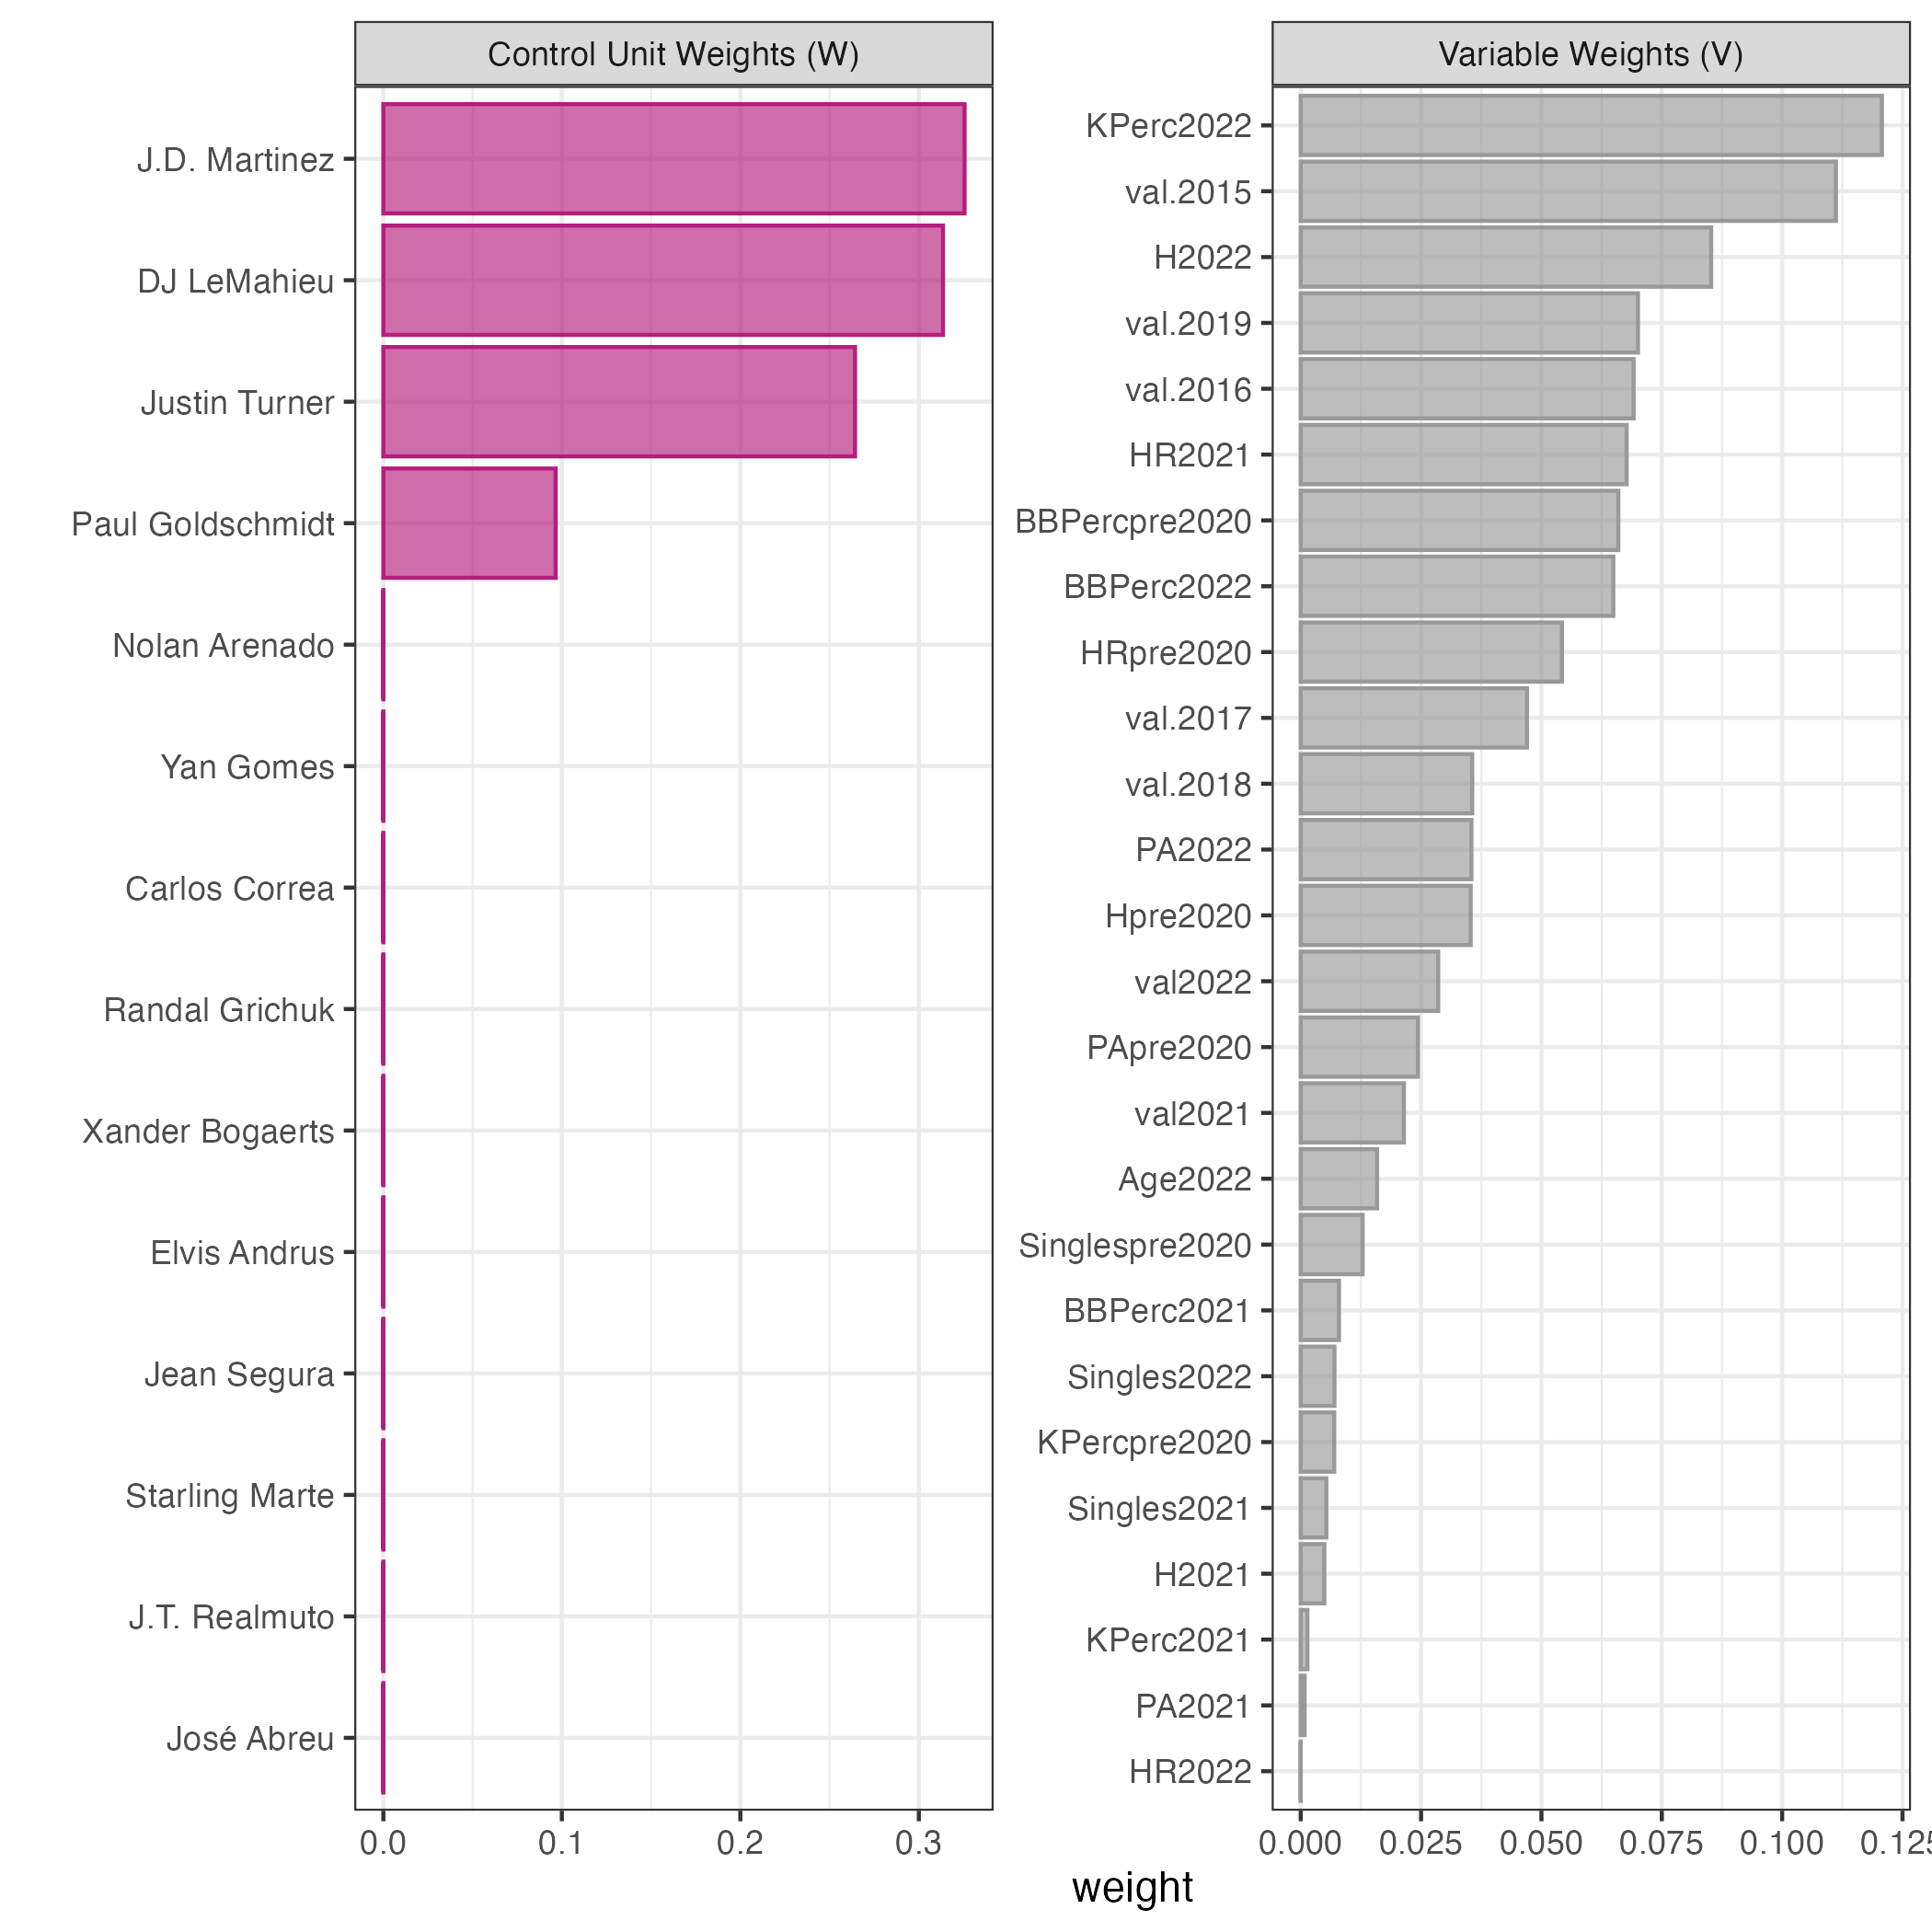 Control Unit Weights (W)
J.D. Martinez
DJ LeMahieu
Justin Turner
Paul Goldschmidt
Nolan Arenado
Yan Gomes
Carlos Correa
Randal Grichuk
Xander Bogaerts
Elvis Andrus
Jean Segura
Starling Marte
J.T. Realmuto
José Abreu
0.0 0.1 0.2 0.3
Variable Weights (V)
KPerc2022
val.2015
H2022
val.2019
val.2016
HR2021
BBPercpre2020
BBPerc2022
HRpre2020
val.2017
val.2018
PA2022
Hpre2020
val2022
PApre2020
val2021
Age2022
Singlespre2020
BBPerc2021
Singles2022
KPercpre2020
Singles2021
H2021
KPerc2021
PA2021
HR2022
0.000 0.025 0.050 0.075 0.100 0.125
weight